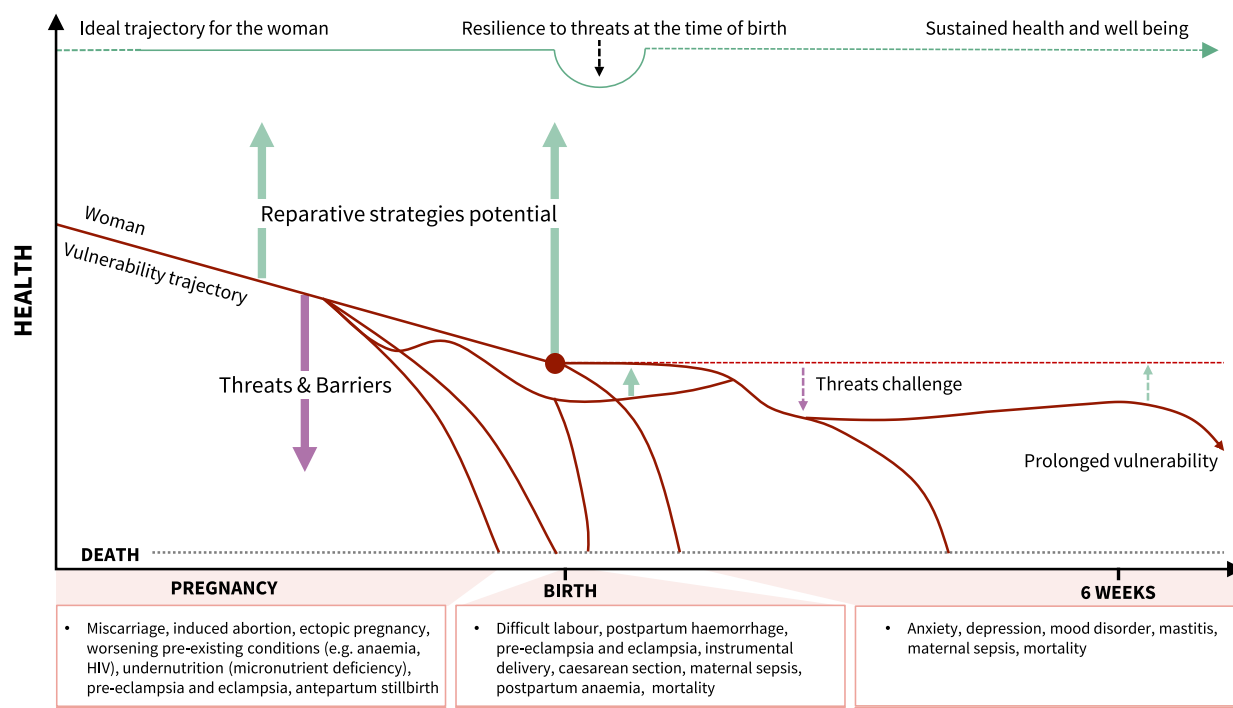 Ideal trajectory for the woman
Resilience to threats at the time of birth
Sustained health and well being
HEALTH
Woman
Vulnerability trajectory
Reparative strategies potential
Threats & Barriers
Threats challenge
Prolonged vulnerability
DEATH
PREGNANCY
BIRTH
6 WEEKS
• Miscarriage, induced abortion, ectopic pregnancy,
worsening pre-existing conditions (e.g. anaemia,
HIV), undernutrition (micronutrient deficiency),
pre-eclampsia and eclampsia, antepartum stillbirth
• Difficult labour, postpartum haemorrhage,
pre-eclampsia and eclampsia, instrumental
delivery, caesarean section, maternal sepsis,
postpartum anaemia, mortality
• Anxiety, depression, mood disorder, mastitis,
maternal sepsis, mortality